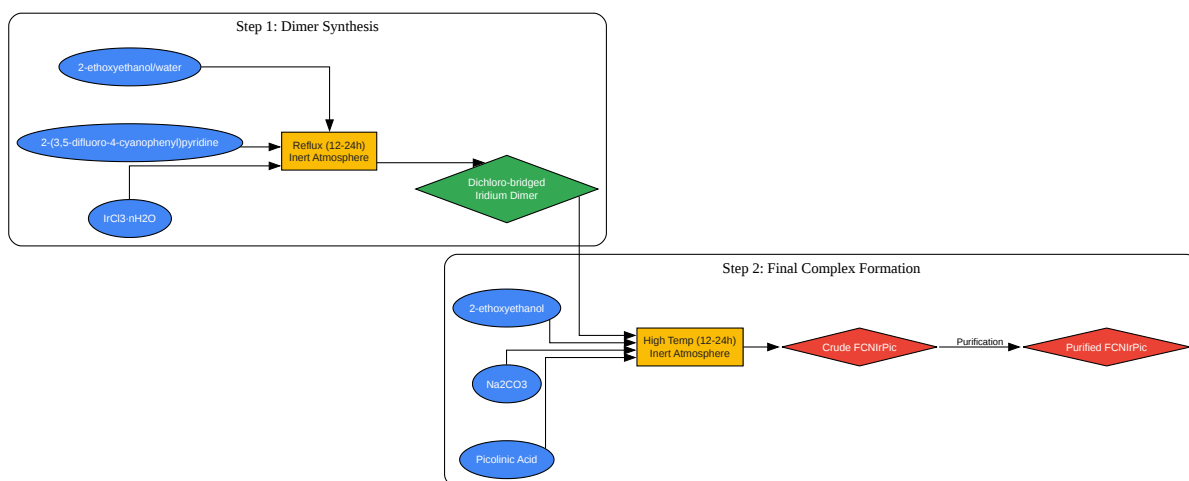 Step 1: Dimer Synthesis
2-ethoxyethanol/water
2-(3,5-difluoro-4-cyanophenyl)pyridine
Reflux (12-24h)
Inert Atmosphere
Dichloro-bridged
Iridium Dimer
IrCl3·nH2O
Step 2: Final Complex Formation
2-ethoxyethanol
High Temp (12-24h)
Inert Atmosphere
Crude FCNIrPic
Purification
Purified FCNIrPic
Na2CO3
Picolinic Acid